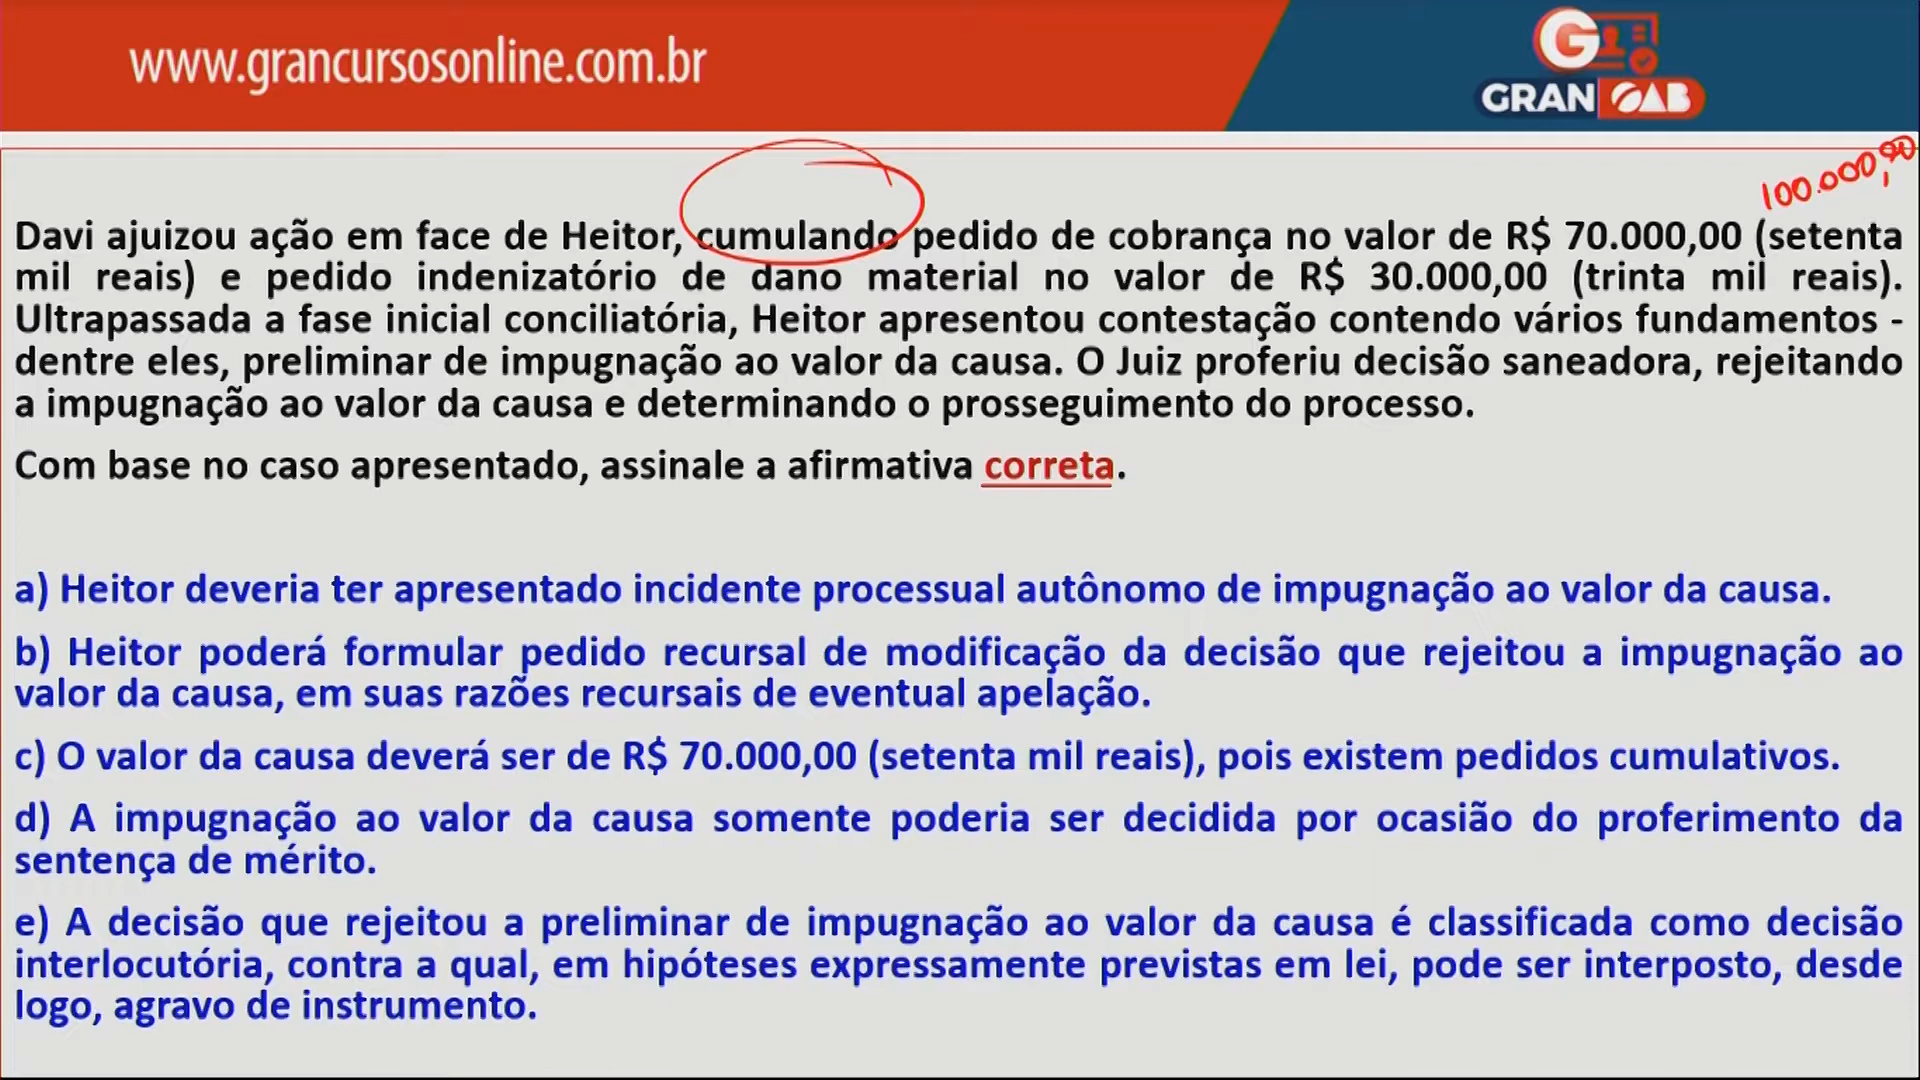 www.grancursosonline.com.br
G
GRAN OAB
100.000,00
Davi ajuizou ação em face de Heitor, cumulando pedido de cobrança no valor de R$ 70.000,00 (setenta
mil reais) e pedido indenizatório de dano material no valor de R$ 30.000,00 (trinta mil reais).
Ultrapassada a fase inicial conciliatória, Heitor apresentou contestação contendo vários fundamentos -
dentre eles, preliminar de impugnação ao valor da causa. O Juiz proferiu decisão saneadora, rejeitando
a impugnação ao valor da causa e determinando o prosseguimento do processo.
Com base no caso apresentado, assinale a afirmativa correta.
a) Heitor deveria ter apresentado incidente processual autônomo de impugnação ao valor da causa.
b) Heitor poderá formular pedido recursal de modificação da decisão que rejeitou a impugnação ao
valor da causa, em suas razões recursais de eventual apelação.
c) O valor da causa deverá ser de R$ 70.000,00 (setenta mil reais), pois existem pedidos cumulativos.
d) A impugnação ao valor da causa somente poderia ser decidida por ocasião do proferimento da
sentença de mérito.
e) A decisão que rejeitou a preliminar de impugnação ao valor da causa é classificada como decisão
interlocutória, contra a qual, em hipóteses expressamente previstas em lei, pode ser interposto, desde
logo, agravo de instrumento.